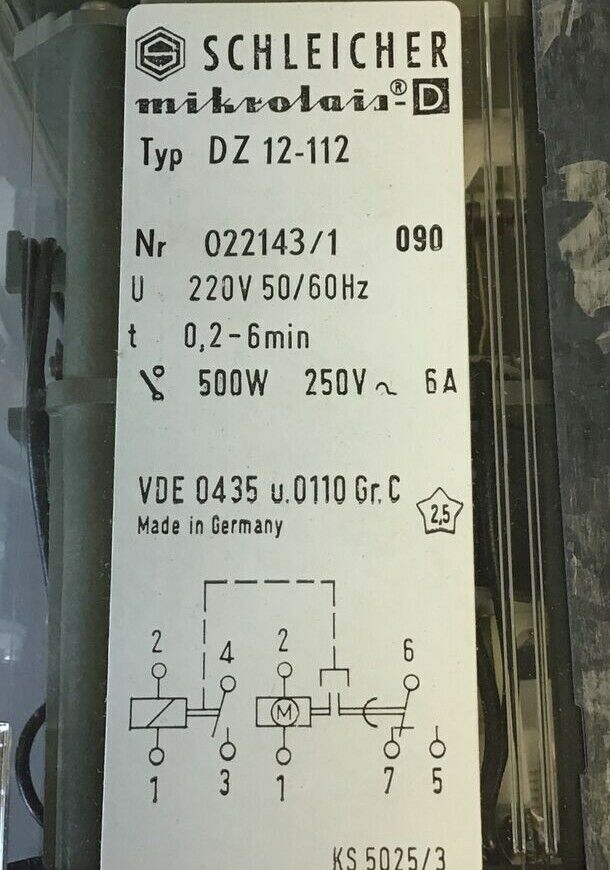 SCHLEICHER
mikrolais®-D
Typ DZ 12-112
Nr 022143/1 090
U 220V 50/60Hz
t 0,2-6min
500W 250V~ 6A
VDE 0435 u.0110 Gr.C
2,5
Made in Germany
2 4 2 6
M
1 3 1 7 5
KS 5025/3